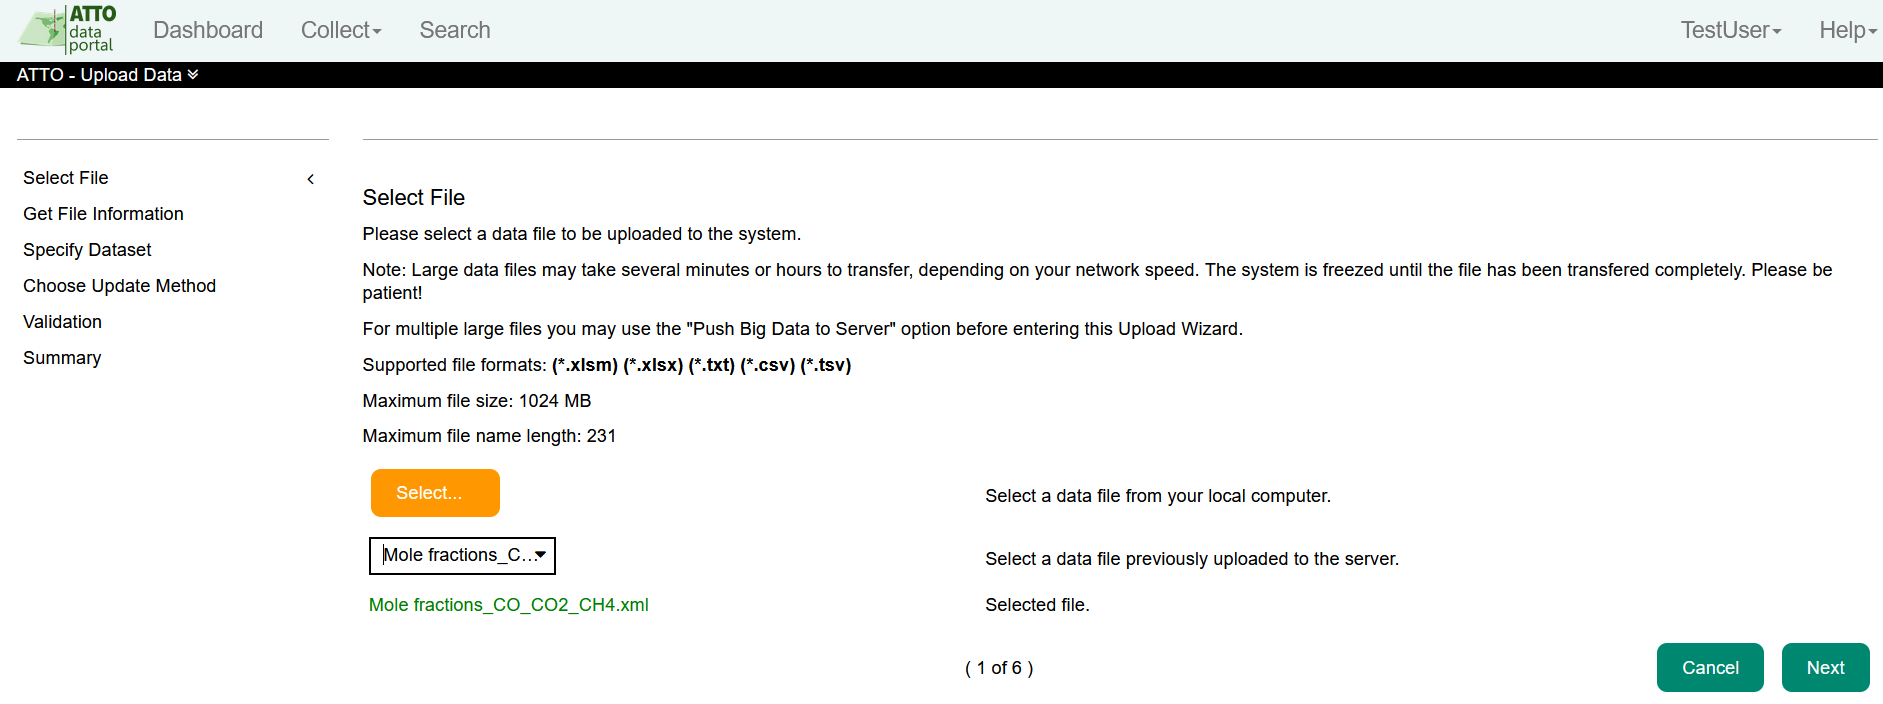 ATTO
data
portal
Dashboard Collect Search TestUser Help
ATTO - Upload Data
Select File
Get File Information
Specify Dataset
Choose Update Method
Validation
Summary
Select File
Please select a data file to be uploaded to the system.
Note: Large data files may take several minutes or hours to transfer, depending on your network speed. The system is freezed until the file has been transfered completely. Please be
patient!
For multiple large files you may use the "Push Big Data to Server" option before entering this Upload Wizard.
Supported file formats: (*.xlsm) (*.xlsx) (*.txt) (*.csv) (*.tsv)
Maximum file size: 1024 MB
Maximum file name length: 231
Select... Select a data file from your local computer.
Mole fractions_C... Select a data file previously uploaded to the server.
Mole fractions_CO_CO2_CH4.xml Selected file.
( 1 of 6 ) Cancel Next